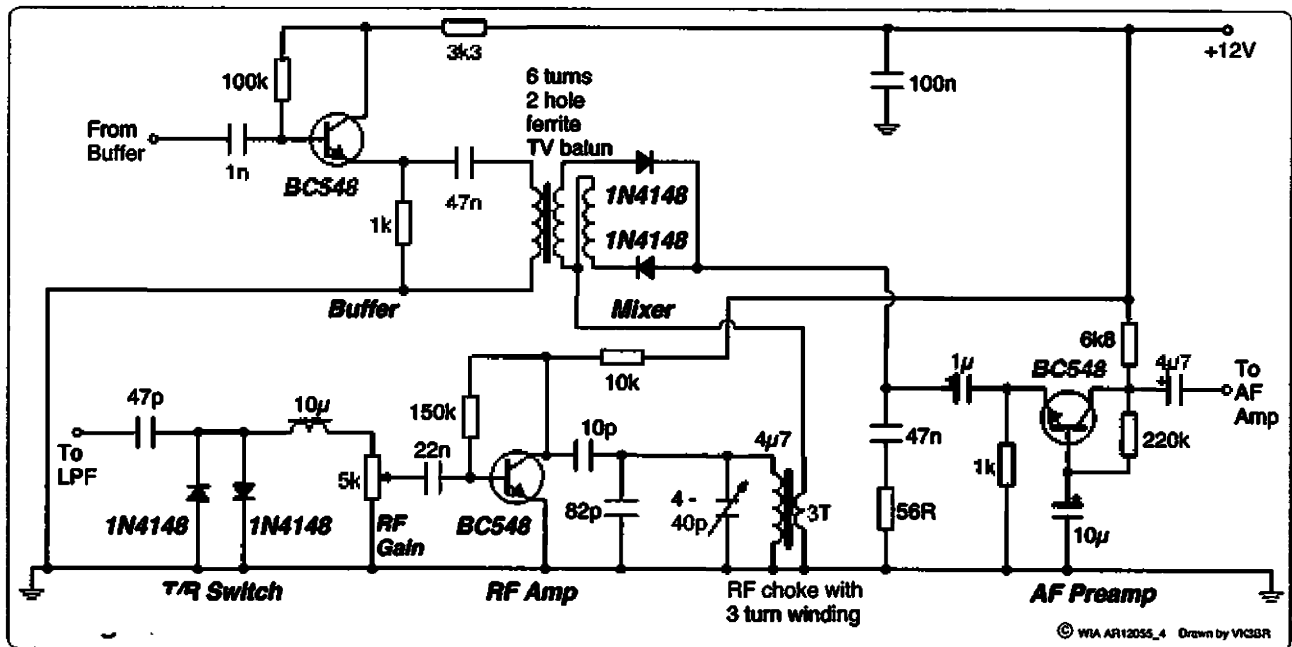 3k3
+12V
100k
6 turns
2 hole
ferrite
TV balun
100n
From
Buffer
1n
BC548
47n
1N4148
1N4148
1k
Buffer
Mixer
6k8
1µ
BC548
4µ7
To
AF
Amp
10k
47p
10µ
150k
10p
4µ7
220k
To
LPF
22n
47n
5k
1k
82p
4 -
40p
3T
56R
1N4148
1N4148
RF
Gain
BC548
10µ
T/R Switch
RF Amp
RF choke with
3 turn winding
AF Preamp
© WIA AR12055_4 Drawn by VK3BR